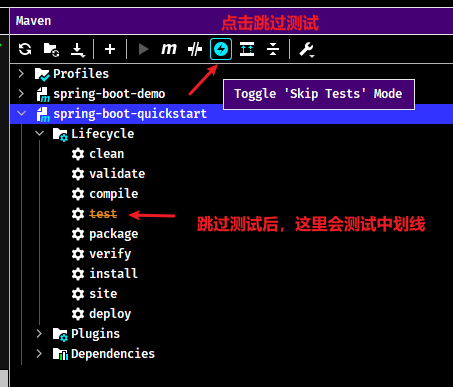 Maven
点击跳过测试
m
Profiles
spring-boot-demo
Toggle 'Skip Tests' Mode
spring-boot-quickstart
Lifecycle
clean
validate
compile
test
package
跳过测试后，这里会测试中划线
verify
install
site
deploy
Plugins
Dependencies